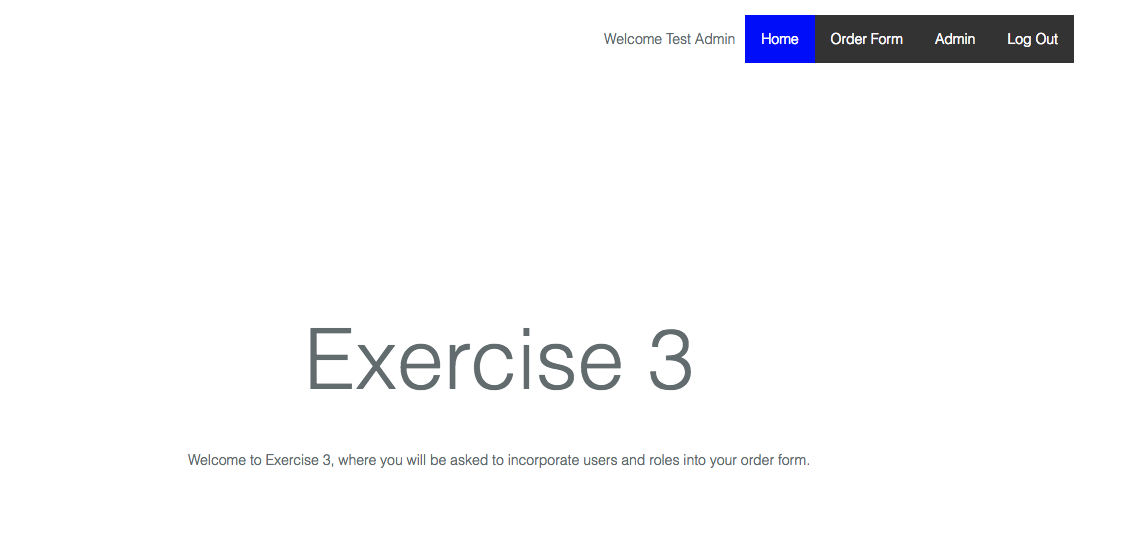 Welcome Test Admin Home Order Form Admin Log Out
Exercise 3
Welcome to Exercise 3, where you will be asked to incorporate users and roles into your order form.